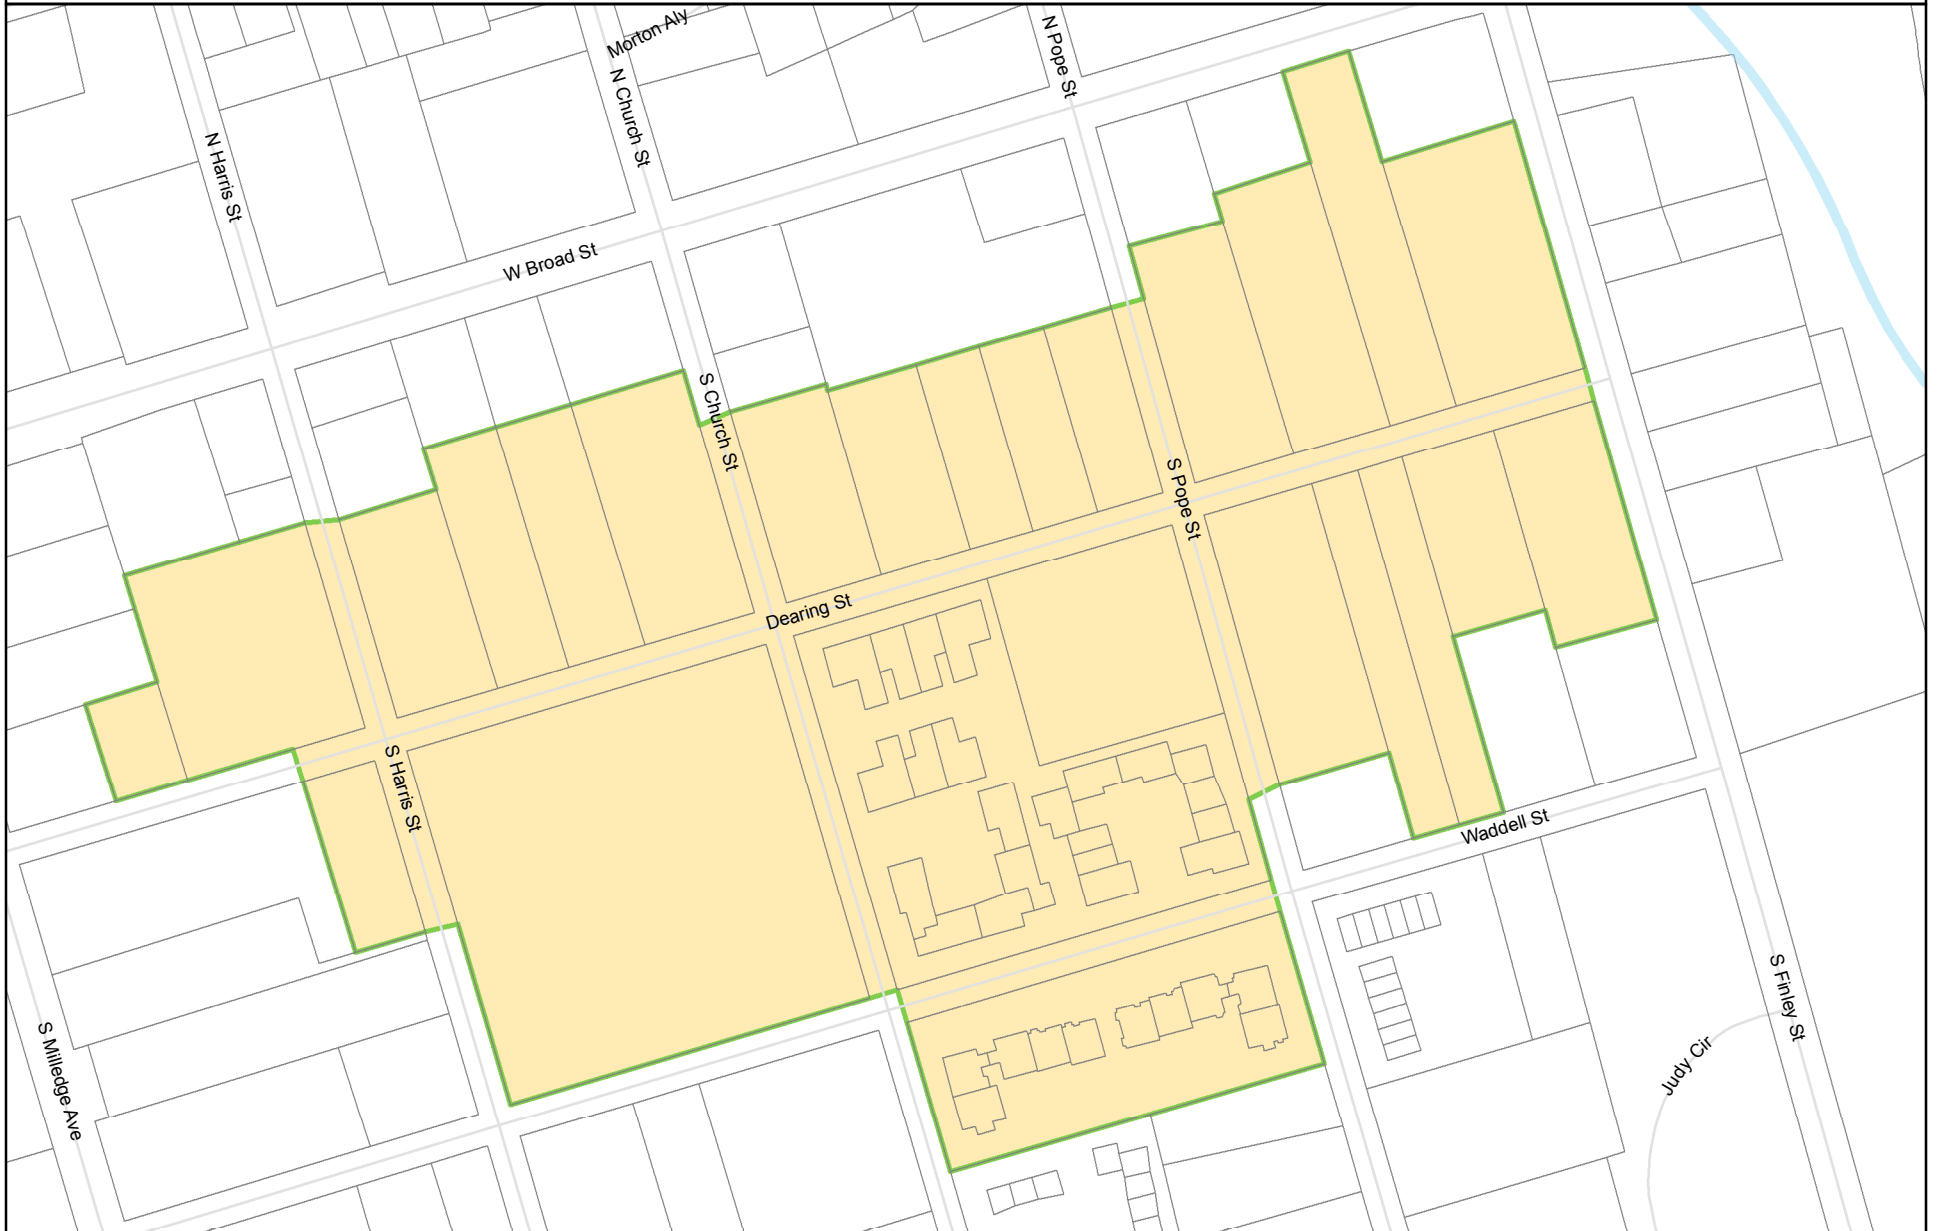 Morton Aly
N Pope St
N Church St
N Harris St
W Broad St
S Church St
S Pope St
Dearing St
S Harris St
Waddell St
S Finley St
Judy Cir
S Milledge Ave